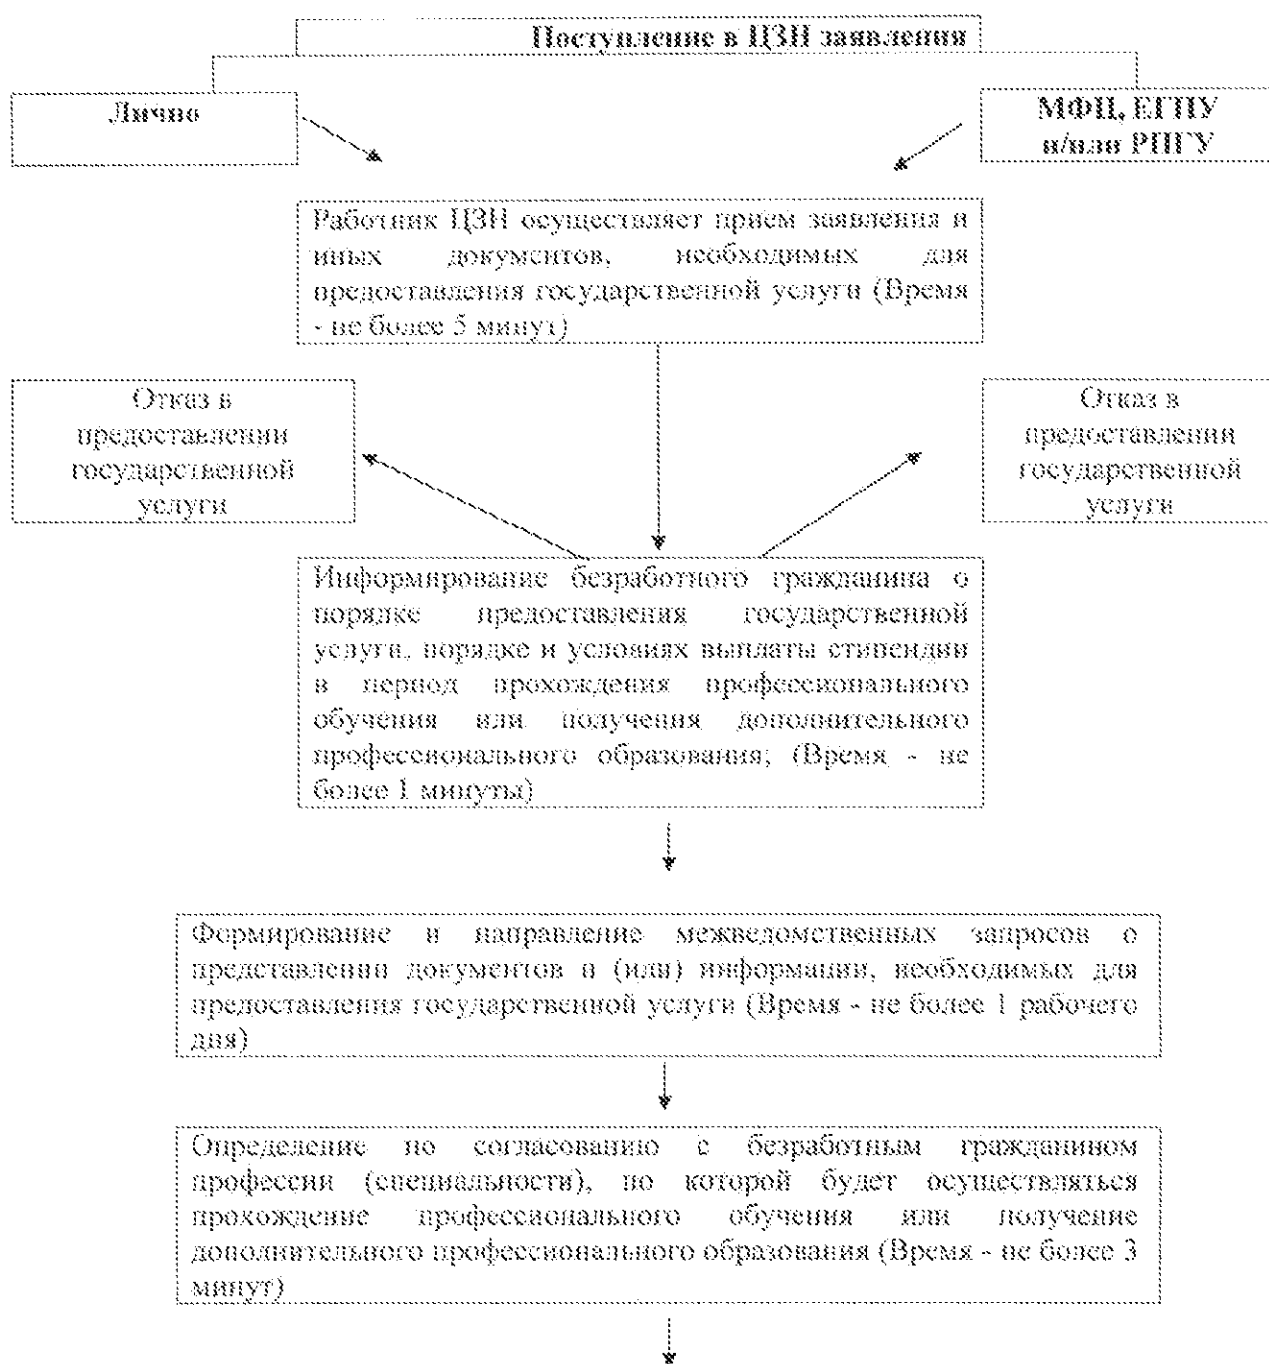 Поступление в ЦЗН заявления
Лично
МФЦ, ЕГПУ
и/или РПГУ
Работник ЦЗН осуществляет прием заявления и
иных документов, необходимых для
предоставления государственной услуги (Время
- не более 5 минут)
Отказ в
предоставлении
государственной
услуги
Отказ в
предоставлении
государственной
услуги
Информирование безработного гражданина о
порядке предоставления государственной
услуги, порядке и условиях выплаты стипендии
в период прохождения профессионального
обучения или получения дополнительного
профессионального образования; (Время - не
более 1 минуты)
Формирование и направление межведомственных запросов о
представлении документов и (или) информации, необходимых для
предоставления государственной услуги (Время - не более 1 рабочего
дня)
Определение по согласованию с безработным гражданином
профессии (специальности), по которой будет осуществляться
прохождение профессионального обучения или получение
дополнительного профессионального образования (Время - не более 3
минут)